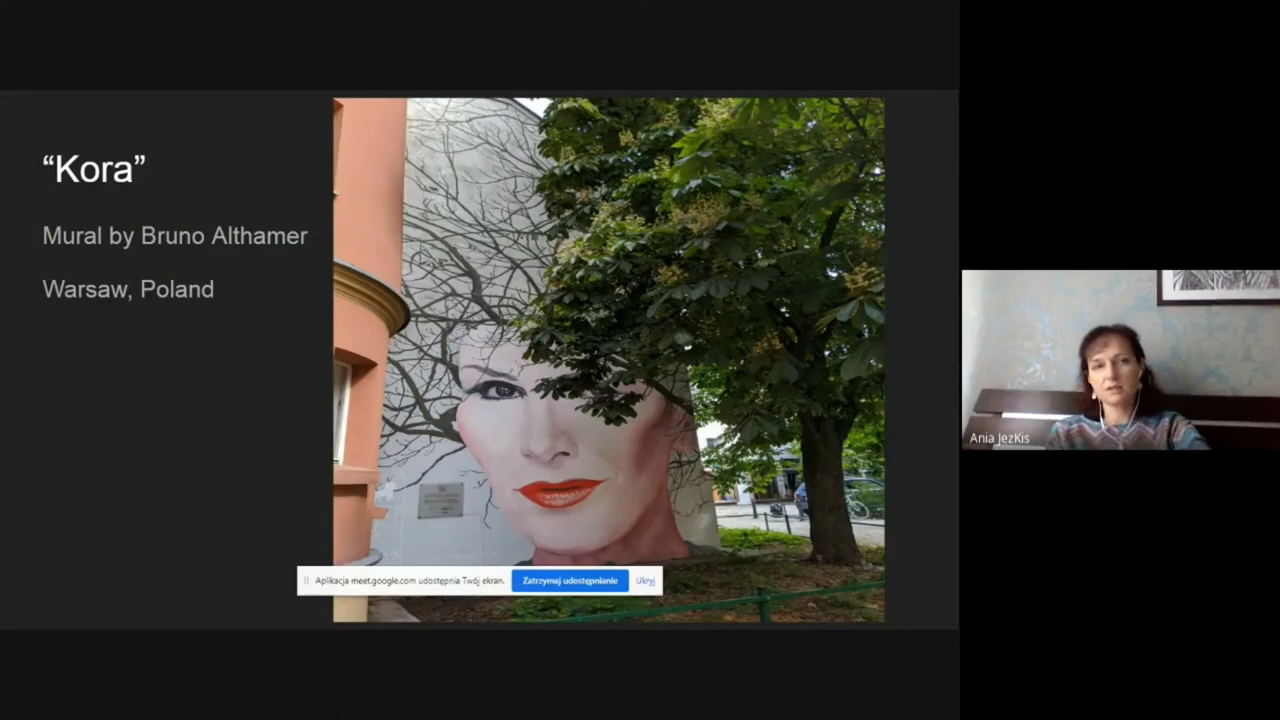 “Kora”
Mural by Bruno Althamer
Warsaw, Poland
Aplikacja meet.google.com udostępnia Twój ekran. Zatrzymaj udostępnianie Ukryj
Ania JezKis